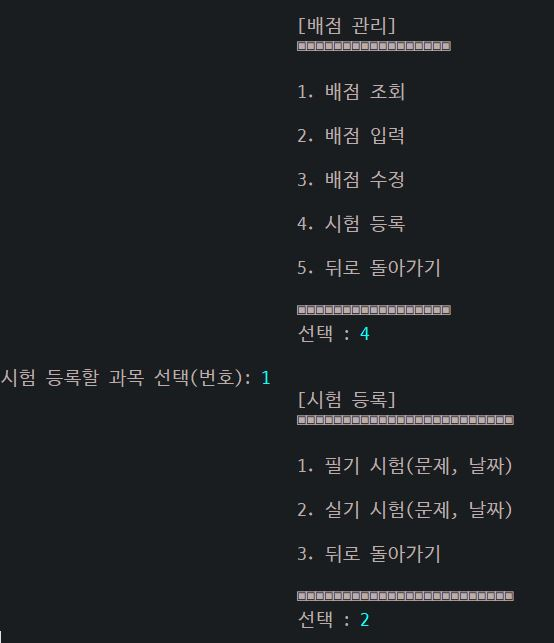 [배점 관리]
▣▣▣▣▣▣▣▣▣▣▣▣▣▣▣▣▣
1. 배점 조회
2. 배점 입력
3. 배점 수정
4. 시험 등록
5. 뒤로 돌아가기
▣▣▣▣▣▣▣▣▣▣▣▣▣▣▣▣▣
선택 : 4
시험 등록할 과목 선택(번호): 1
[시험 등록]
▣▣▣▣▣▣▣▣▣▣▣▣▣▣▣▣▣▣▣▣▣▣▣▣
1. 필기 시험(문제, 날짜)
2. 실기 시험(문제, 날짜)
3. 뒤로 돌아가기
▣▣▣▣▣▣▣▣▣▣▣▣▣▣▣▣▣▣▣▣▣▣▣▣
선택 : 2